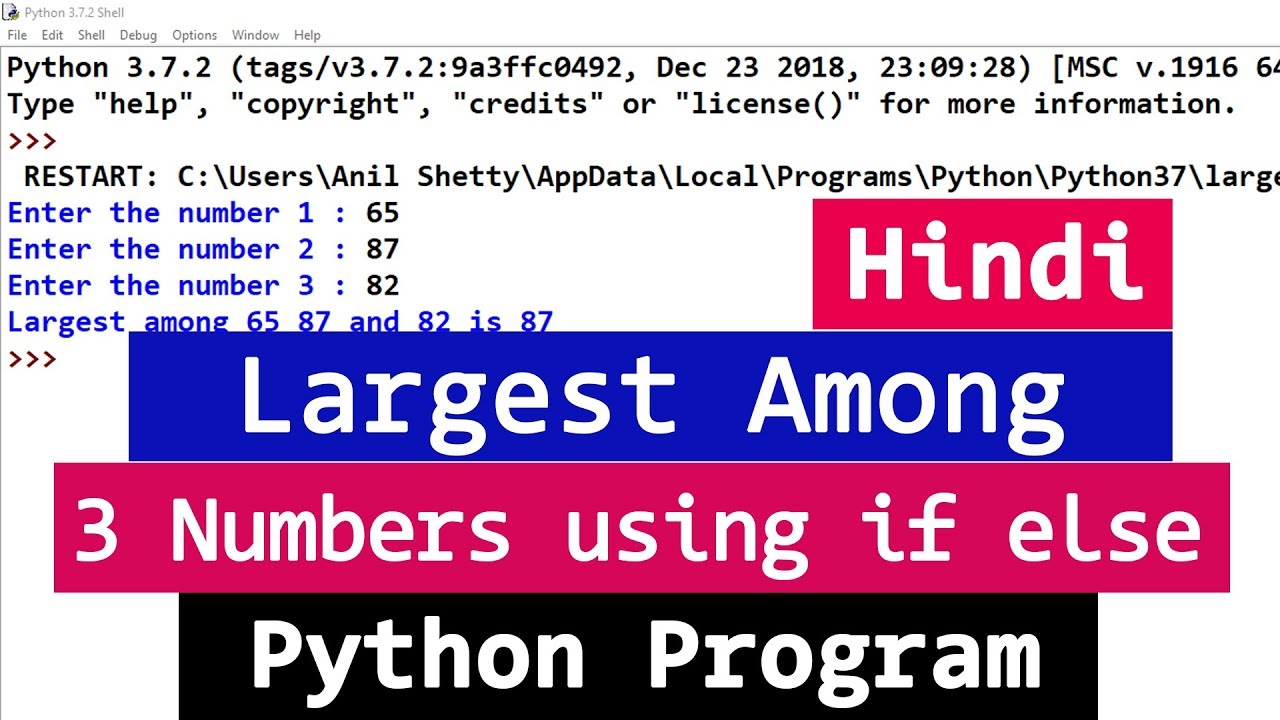 Python 3.7.2 Shell
File Edit Shell Debug Options Window Help
Python 3.7.2 (tags/v3.7.2:9a3ffc0492, Dec 23 2018, 23:09:28) [MSC v.1916 64
Type "help", "copyright", "credits" or "license()" for more information.
>>>
RESTART: C:\Users\Anil Shetty\AppData\Local\Programs\Python\Python37\large
Enter the number 1 : 65
Enter the number 2 : 87
Enter the number 3 : 82
Largest among 65 87 and 82 is 87
>>>
Hindi
Largest Among
3 Numbers using if else
Python Program